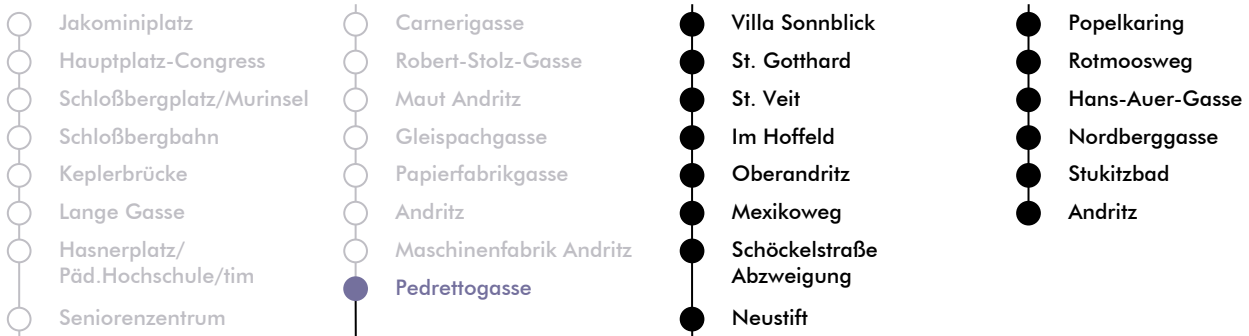 Jakominiplatz
Hauptplatz-Congress
Schloßbergplatz/Murinsel
Schloßbergbahn
Keplerbrücke
Lange Gasse
Hasnerplatz/
Päd.Hochschule/tim
Seniorenzentrum
Carnerigasse
Robert-Stolz-Gasse
Maut Andritz
Gleispachgasse
Papierfabrikgasse
Andritz
Maschinenfabrik Andritz
Pedrettogasse
Villa Sonnblick
St. Gotthard
St. Veit
Im Hoffeld
Oberandritz
Mexikoweg
Schöckelstraße
Abzweigung
Neustift
Popelkaring
Rotmoosweg
Hans-Auer-Gasse
Nordberggasse
Stukitzbad
Andritz